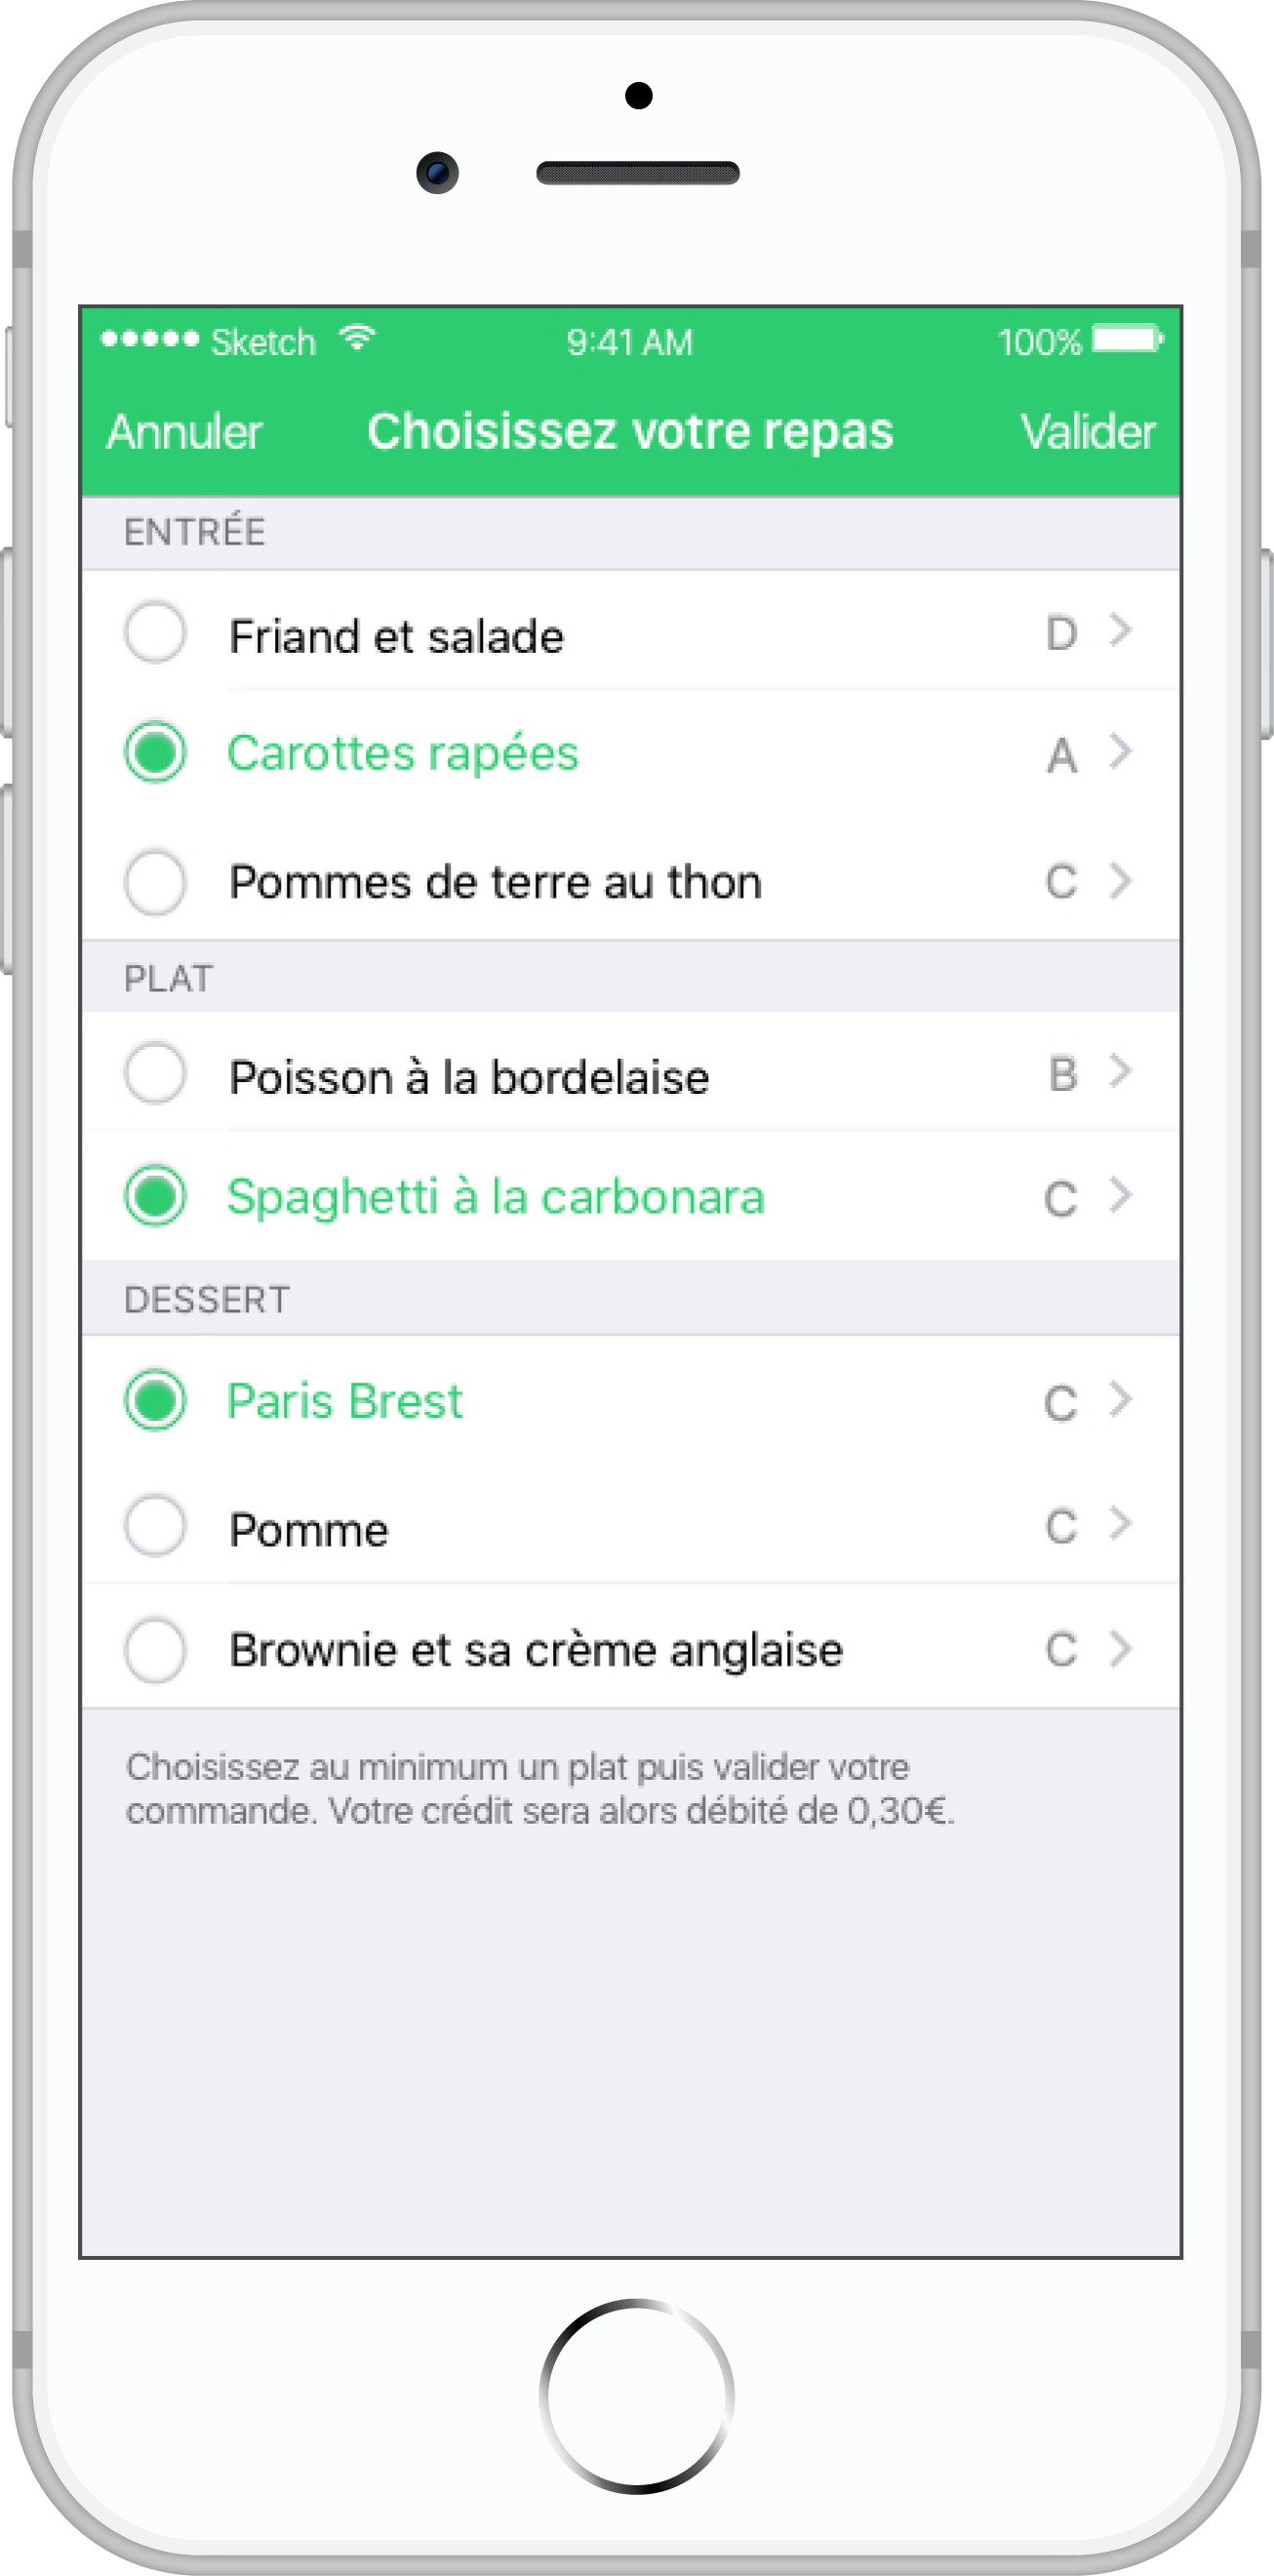 Sketch 9:41 AM 100%
Annuler Choisissez votre repas Valider
ENTRÉE
Friand et salade D
Carottes rapées A
Pommes de terre au thon C
PLAT
Poisson à la bordelaise B
Spaghetti à la carbonara C
DESSERT
Paris Brest C
Pomme C
Brownie et sa crème anglaise C
Choisissez au minimum un plat puis valider votre
commande. Votre crédit sera alors débité de 0,30€.